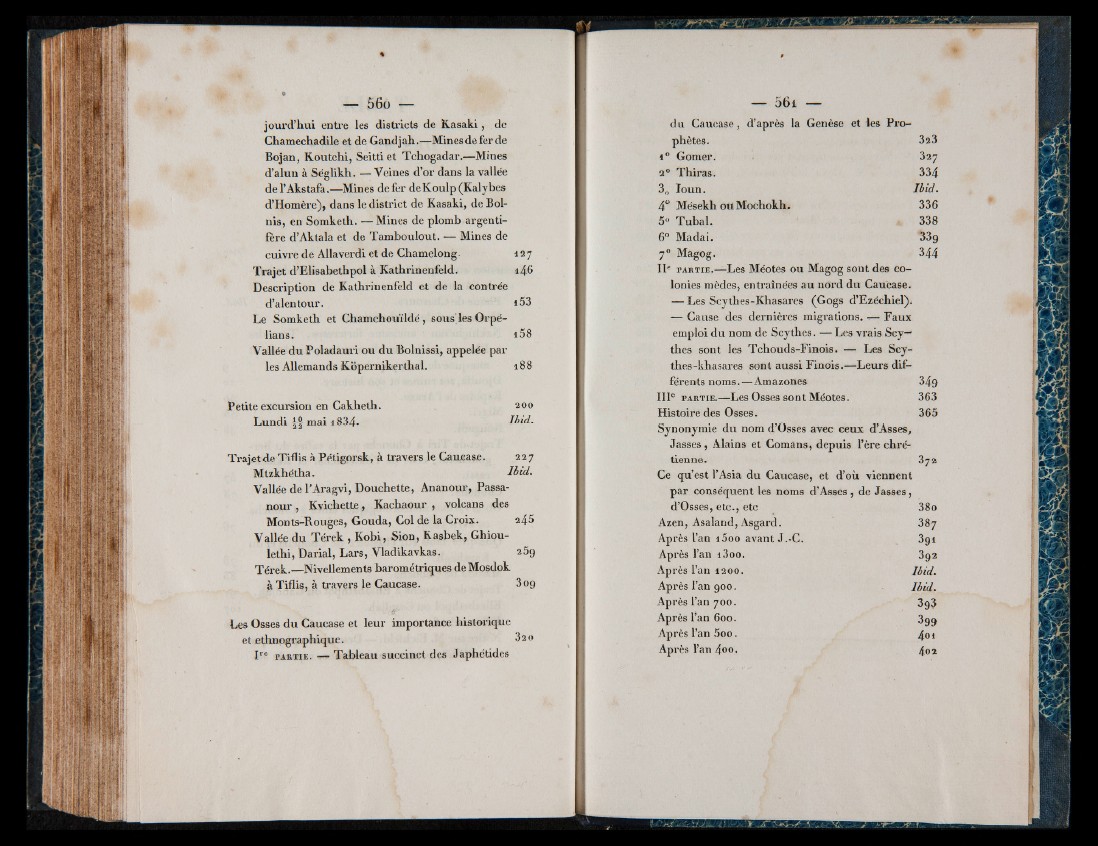 — 560 —
jourd'hui entre les districts de Kasaki, de
Chamechadile et de Gandjah.—Mines de fer de
Bojan, Koutchi, Seïtti et Tchogadar.—Mines
d'alun à Séglikh. — Veines d'or dans la vallée
de l'Akstafa.—Mines de fer de Koulp (Kalybes
d'Homère), dans le district de Kasaki, de Bol-
nis, en Somketh. — Mines de plomb argenti-
fère d'Aktala et de Tamboulout. — Mines de
cuivre de Allaverdi et de Chamelong. 127
Trajet d'Elisabethpol à Kathrinenfeld. 146
Description de Kathrinenfeld et de la contrée
d'alentour. 153
Le Somketh et Chamchouïldé, sous les Orpé-
lians. 158
Vallée du Poladauri ou du Bolnissi, appelée par
les Allemands Köpernikerthal. 188
Petite excursion en Cakheth. 200
Lundi 10/22 mai 1834. Ibid.
Trajet de Tiflis à Pétigorsk, à travers le Caucase. 227
Mtzkhétha. Ibid.
Vallée de l'Aragvi, Douchette, Ananour, Passa-
nour, Kvichette, Kachaour, volcans des
Monts-Rouges, Gouda, Col de la Croix. 245
Vallée du Térek, Kobi, Sion, Kasbek, Ghiou-
lethi, Darial, Lars, Vladikavkas. 259
Térek.—Nivellements barométriques de Mosdok
à Tiflis, à travers le Caucase. 309
Les Osses du Caucase et leur importance historique
et ethnographique. 320
Ire PARTIE. — Tableau succinct des Japhétides
— 561 —
du Caucase, d'après la Genèse et les Pro-
phètes. 323
1° Gomer. 327
2° Thiras. 334
3„ Ioun. Ibid.
4° Mésekh ou Mochokh. 336
5° Tubal. 338
6° Madai. 339
7° Magog. 344
IIe PARTIE.—Les Méotes ou Magog sont des co-
lonies mèdes, entraînées au nord du Caucase.
— Les Scythes-Khasares (Gogs d'Ezéchiel).
— Cause des dernières migrations. — Faux
emploi du nom de Scythes. — Les vrais Scy-
thes sont les Tchouds-Finois. — Les Scy-
thes-khasares sont aussi Finois.—Leurs dif-
férents noms.—Amazones 349
IIIe PARTIE.—Les Osses sont Méotes. 363
Histoire des Osses. 365
Synonymie du nom d'Osses avec ceux d'Asses,
Jasses, Alains et Comans, depuis l'ère chré-
tienne. 372
Ce qu'est l'Asia du Caucase, et d'où viennent
par conséquent les noms d'Asses, de Jasses,
d'Osses, etc., etc 380
Azen, Asaland, Asgard. 387
Après l'an 1500 avant J.-C. 391
Après l'an 1300. 392
Après l'an 1200. Ibid.
Après l'an 900. Ibid.
Après l'an 700. 393
Après l'an 600. 399
Après l'an 500. 401
Après l'an 400. 402